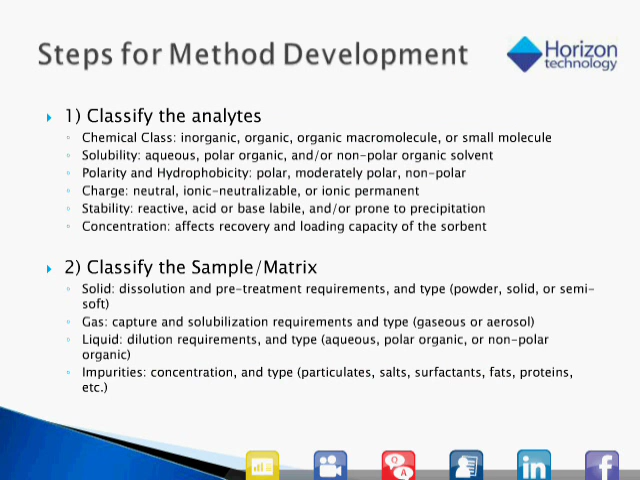 Steps for Method Development
Horizon
technology
1) Classify the analytes
Chemical Class: inorganic, organic, organic macromolecule, or small molecule
Solubility: aqueous, polar organic, and/or non-polar organic solvent
Polarity and Hydrophobicity: polar, moderately polar, non-polar
Charge: neutral, ionic-neutralizable, or ionic permanent
Stability: reactive, acid or base labile, and/or prone to precipitation
Concentration: affects recovery and loading capacity of the sorbent
2) Classify the Sample/Matrix
Solid: dissolution and pre-treatment requirements, and type (powder, solid, or semi-
soft)
Gas: capture and solubilization requirements and type (gaseous or aerosol)
Liquid: dilution requirements, and type (aqueous, polar organic, or non-polar
organic)
Impurities: concentration, and type (particulates, salts, surfactants, fats, proteins,
etc.)
Q
A
in
f